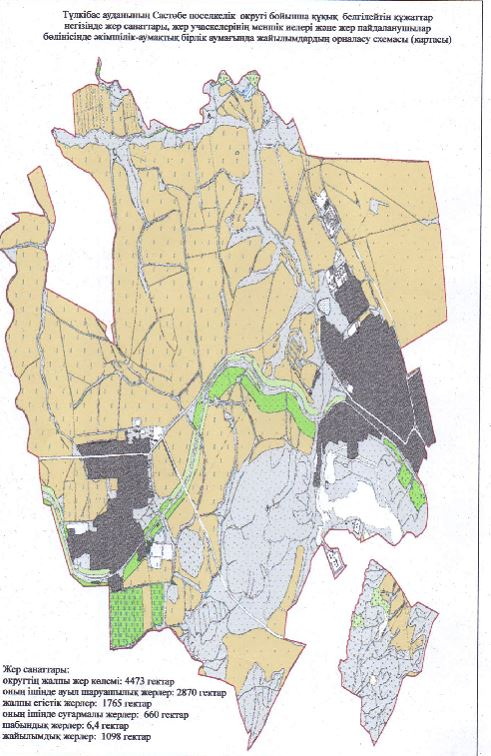 Түлкібас ауданының Састөбе поселкелік округі бойынша құқық белгілейтін құжаттар
негізінде жер санаттары, жер учаскелерінің меншік иелері және жер пайдаланушылар
бөлінісінде әкімшілік-аумақтық бірлік аумағында жайылымдардың орналасу схемасы (картасы)
Жер санаттары:
округтің жалпы жер көлемі: 4473 гектар
оның ішінде ауыл шаруашылық жерлер: 2870 гектар
жалпы егістік жерлер: 1765 гектар
оның ішінде суғармалы жерлер: 660 гектар
шабындық жерлер: 6,4 гектар
жайылымдық жерлер: 1098 гектар